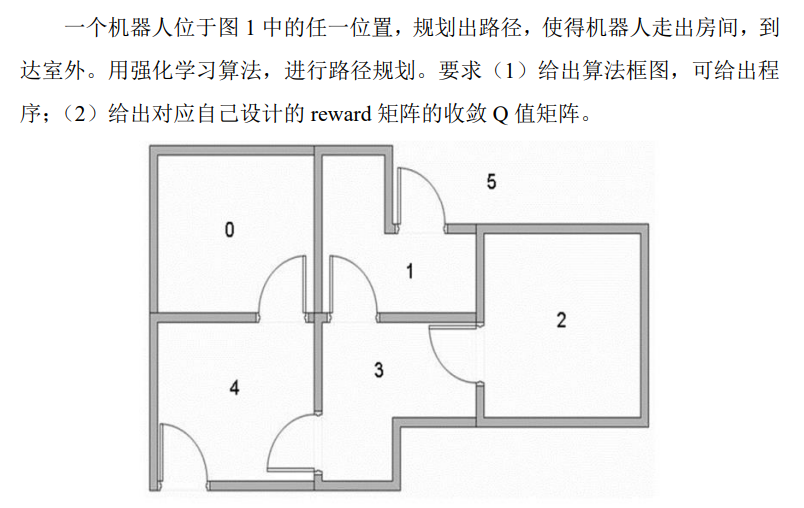 一个机器人位于图 1 中的任一位置，规划出路径，使得机器人走出房间，到
达室外。用强化学习算法，进行路径规划。要求（1）给出算法框图，可给出程
序；（2）给出对应自己设计的 reward 矩阵的收敛 Q 值矩阵。
5
0
1
2
3
4